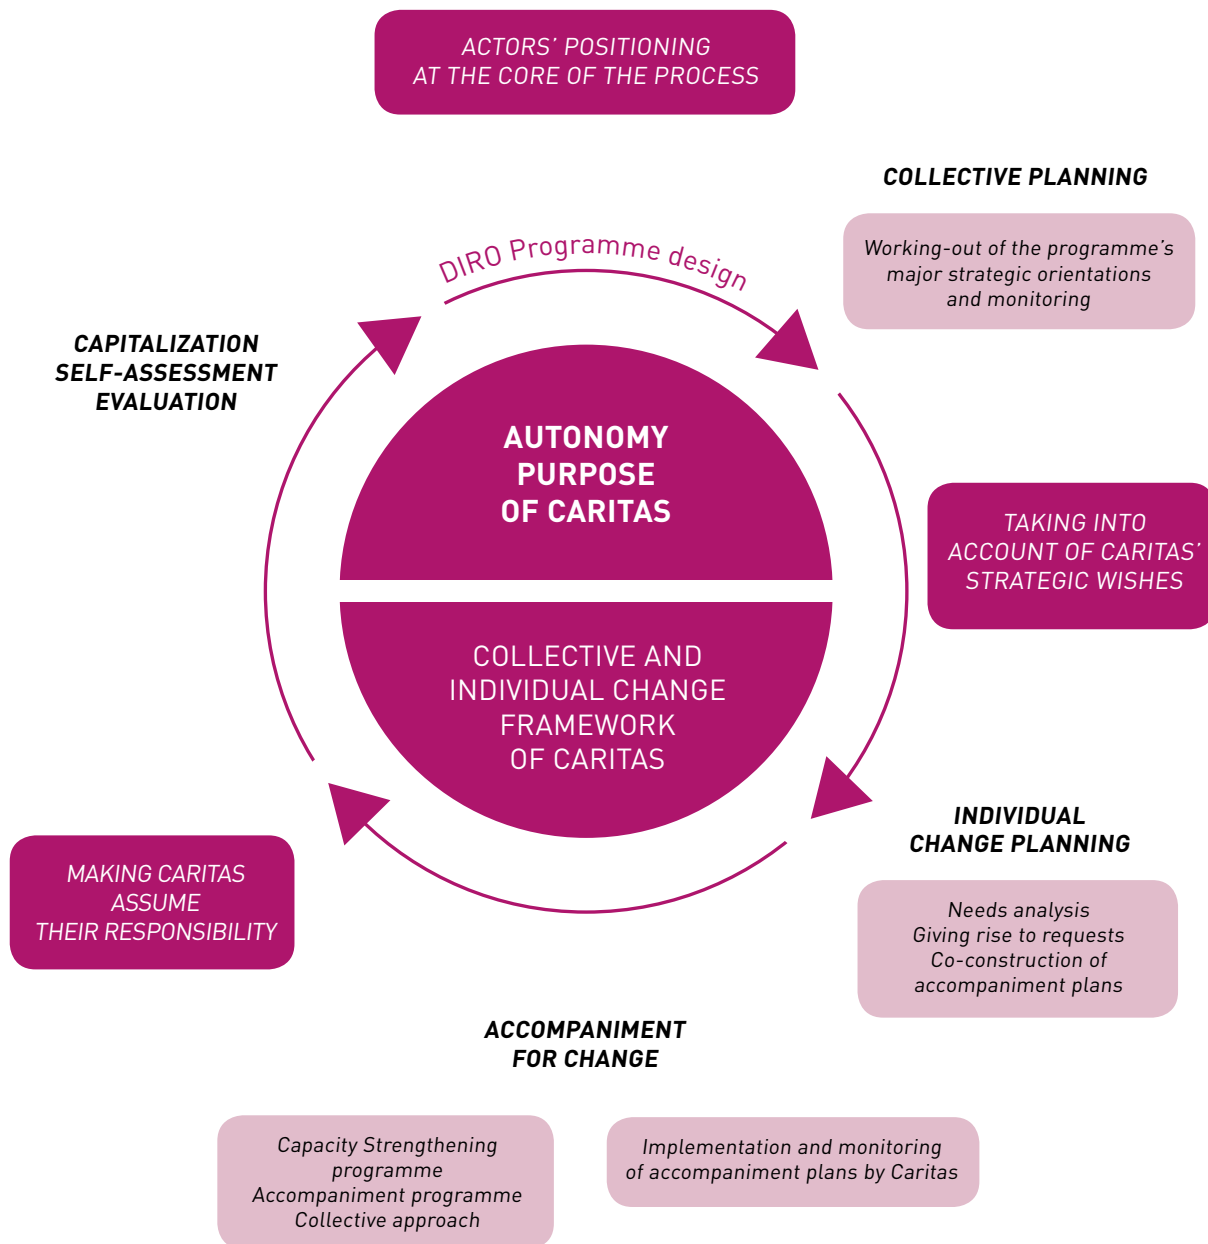 ACTORS' POSITIONING
AT THE CORE OF THE PROCESS
COLLECTIVE PLANNING
Working-out of the programme's
major strategic orientations
and monitoring
DIRO Programme design
CAPITALIZATION
SELF-ASSESSMENT
EVALUATION
AUTONOMY
PURPOSE
OF CARITAS
TAKING INTO
ACCOUNT OF CARITAS'
STRATEGIC WISHES
COLLECTIVE AND
INDIVIDUAL CHANGE
FRAMEWORK
OF CARITAS
INDIVIDUAL
CHANGE PLANNING
Needs analysis
Giving rise to requests
Co-construction of
accompaniment plans
MAKING CARITAS
ASSUME
THEIR RESPONSIBILITY
ACCOMPANIMENT
FOR CHANGE
Capacity Strengthening
programme
Accompaniment programme
Collective approach
Implementation and monitoring
of accompaniment plans by Caritas